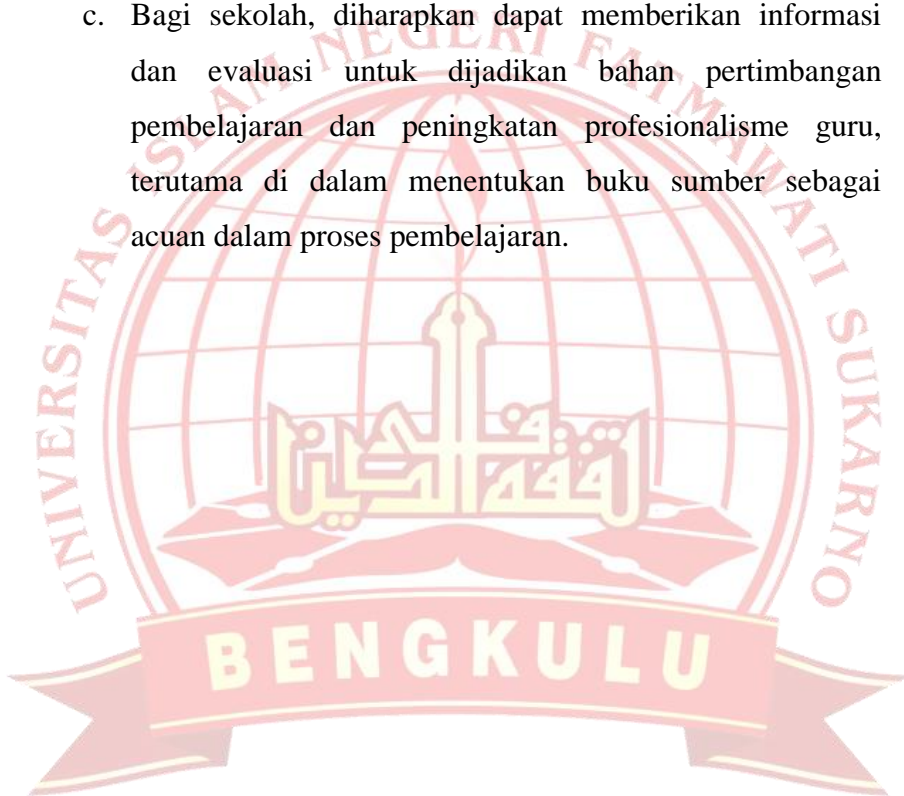 c. Bagi sekolah, diharapkan dapat memberikan informasi
dan evaluasi untuk dijadikan bahan pertimbangan
pembelajaran dan peningkatan profesionalisme guru,
terutama di dalam menentukan buku sumber sebagai
acuan dalam proses pembelajaran.
UNIVERSITAS ISLAM NEGERI FATMAWATI SUKARNO
BENGKULU